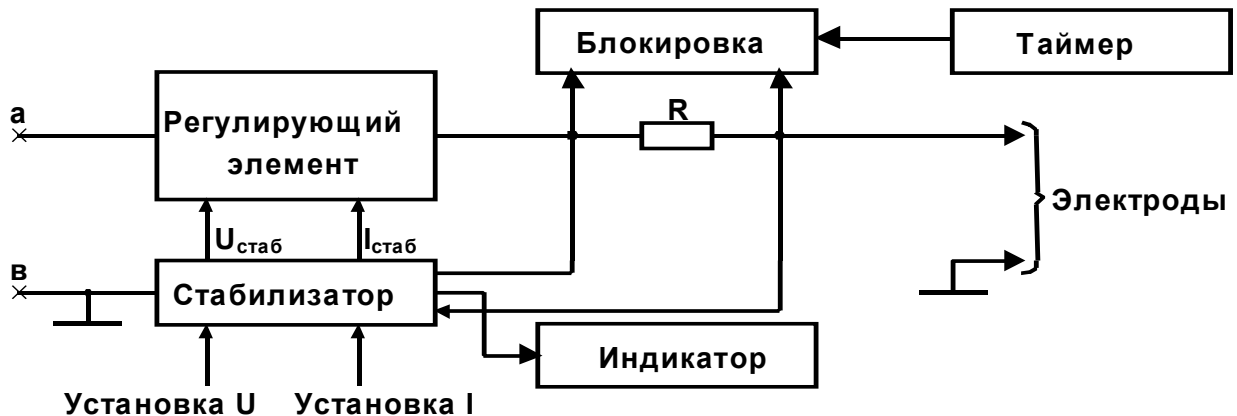 Блокировка
Таймер
а
Регулирующий
элемент
R
Электроды
Uстаб
Iстаб
в
Стабилизатор
Индикатор
Установка U
Установка I